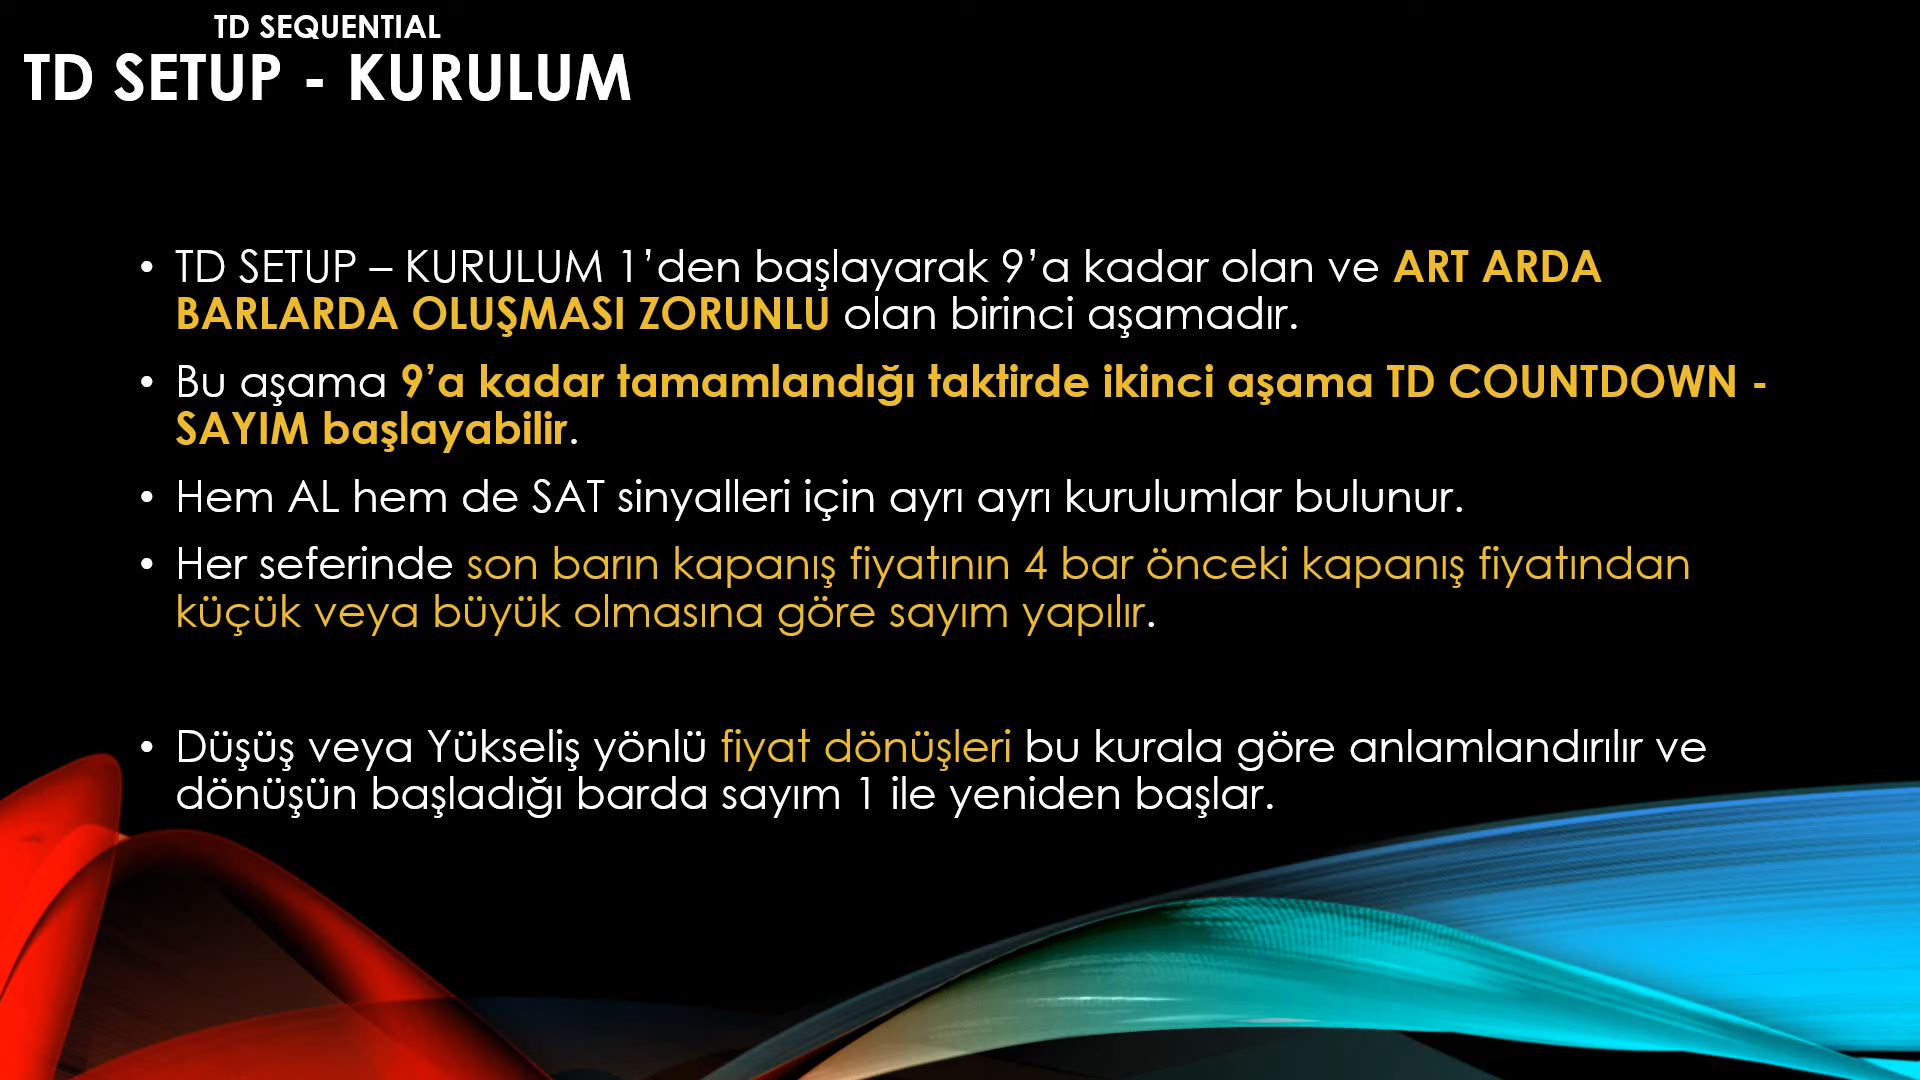 TD SEQUENTIAL
TD SETUP - KURULUM
• TD SETUP – KURULUM 1’den başlayarak 9’a kadar olan ve ART ARDA
BARLARDA OLUŞMASI ZORUNLU olan birinci aşamadır.
• Bu aşama 9’a kadar tamamlandığı taktirde ikinci aşama TD COUNTDOWN -
SAYIM başlayabilir.
• Hem AL hem de SAT sinyalleri için ayrı ayrı kurulumlar bulunur.
• Her seferinde son barın kapanış fiyatının 4 bar önceki kapanış fiyatından
küçük veya büyük olmasına göre sayım yapılır.
• Düşüş veya Yükseliş yönlü fiyat dönüşleri bu kurala göre anlamlandırılır ve
dönüşün başladığı barda sayım 1 ile yeniden başlar.